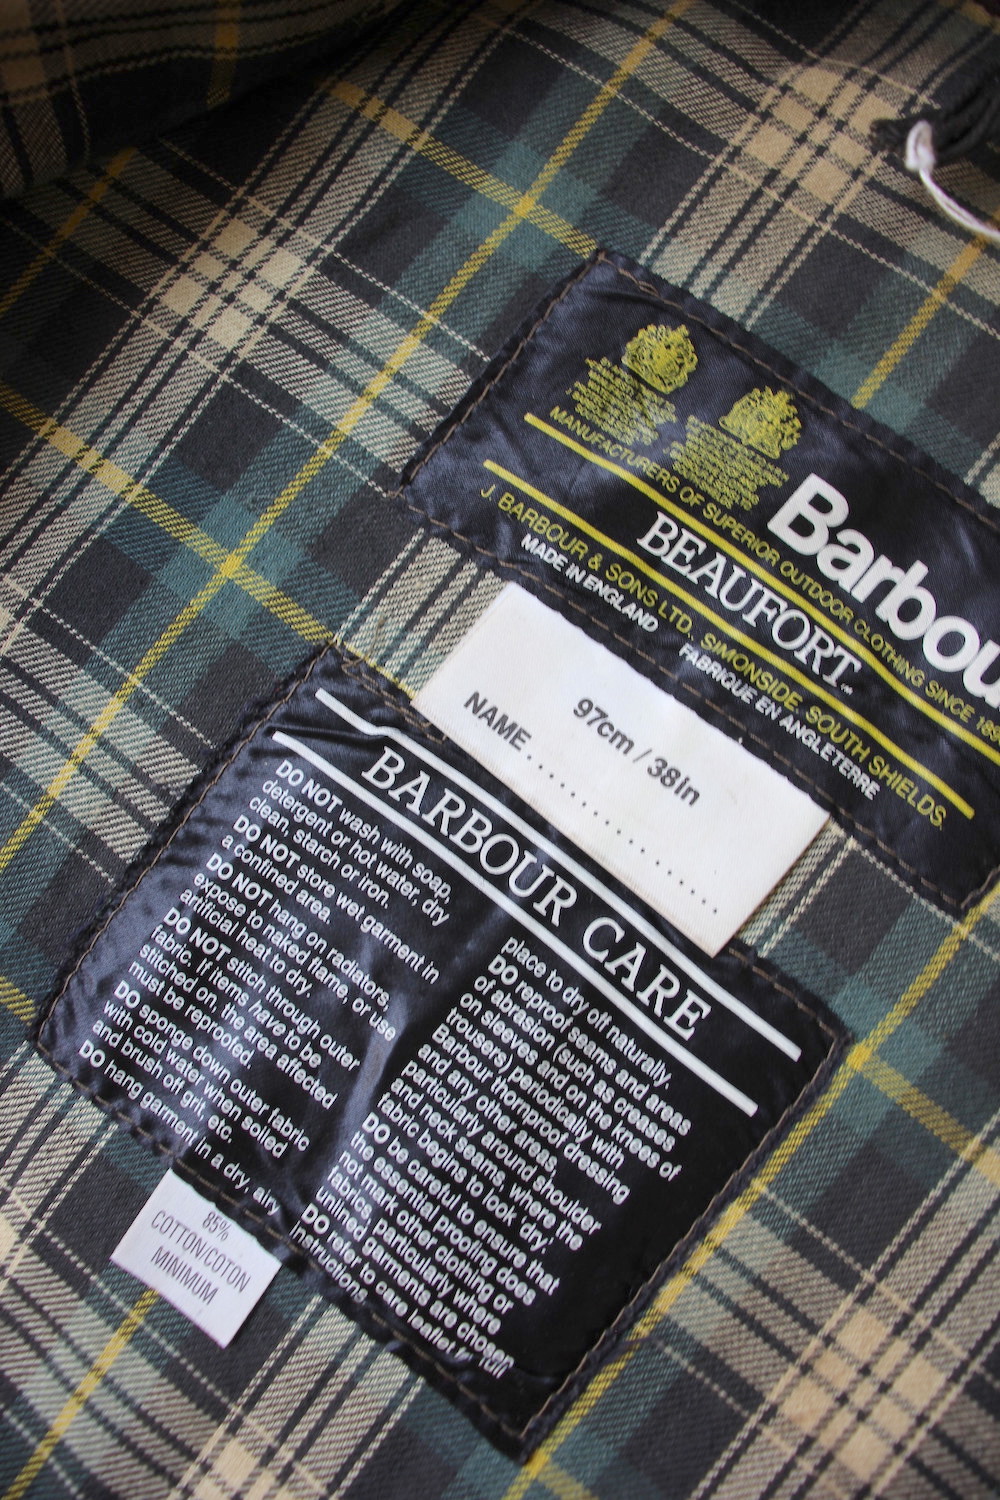 Barbou
MANUFACTURERS OF SUPERIOR OUTDOOR CLOTHING SINCE 189
BEAUFORT
J. BARBOUR & SONS LTD. SIMONSIDE, SOUTH SHIELDS.
MADE IN ENGLAND
FABRIQUE EN ANGLETERRE
97cm / 38In
NAME
BARBOUR CARE
DO NOT wash with soap,
detergent or hot water, dry
clean, starch or iron.
DO NOT store wet garment in
a confined area.
DO NOT hang on radiators,
expose to naked flame, or use
artificial heat to dry.
DO NOT stitch through outer
fabric. If items have to be
stitched on, the area affected
must be reproofed.
DO sponge down outer fabric
with cold water when soiled
and brush off grit, etc.
DO hang garment in a dry, airy
place to dry off naturally.
DO reproof seams and areas
of abrasion (such as creases
on sleeves and on the knees of
trousers) periodically with
Barbour thornproof dressing
and any other areas,
particularly around shoulder
and neck seams, where the
fabric begins to look 'dry'.
DO be careful to ensure that
the essential proofing does
not mark other clothing or
fabrics, particularly where
unlined garments are chosen.
DO refer to care leaflet full
instructions
85%
COTTON/COTON
MINIMUM